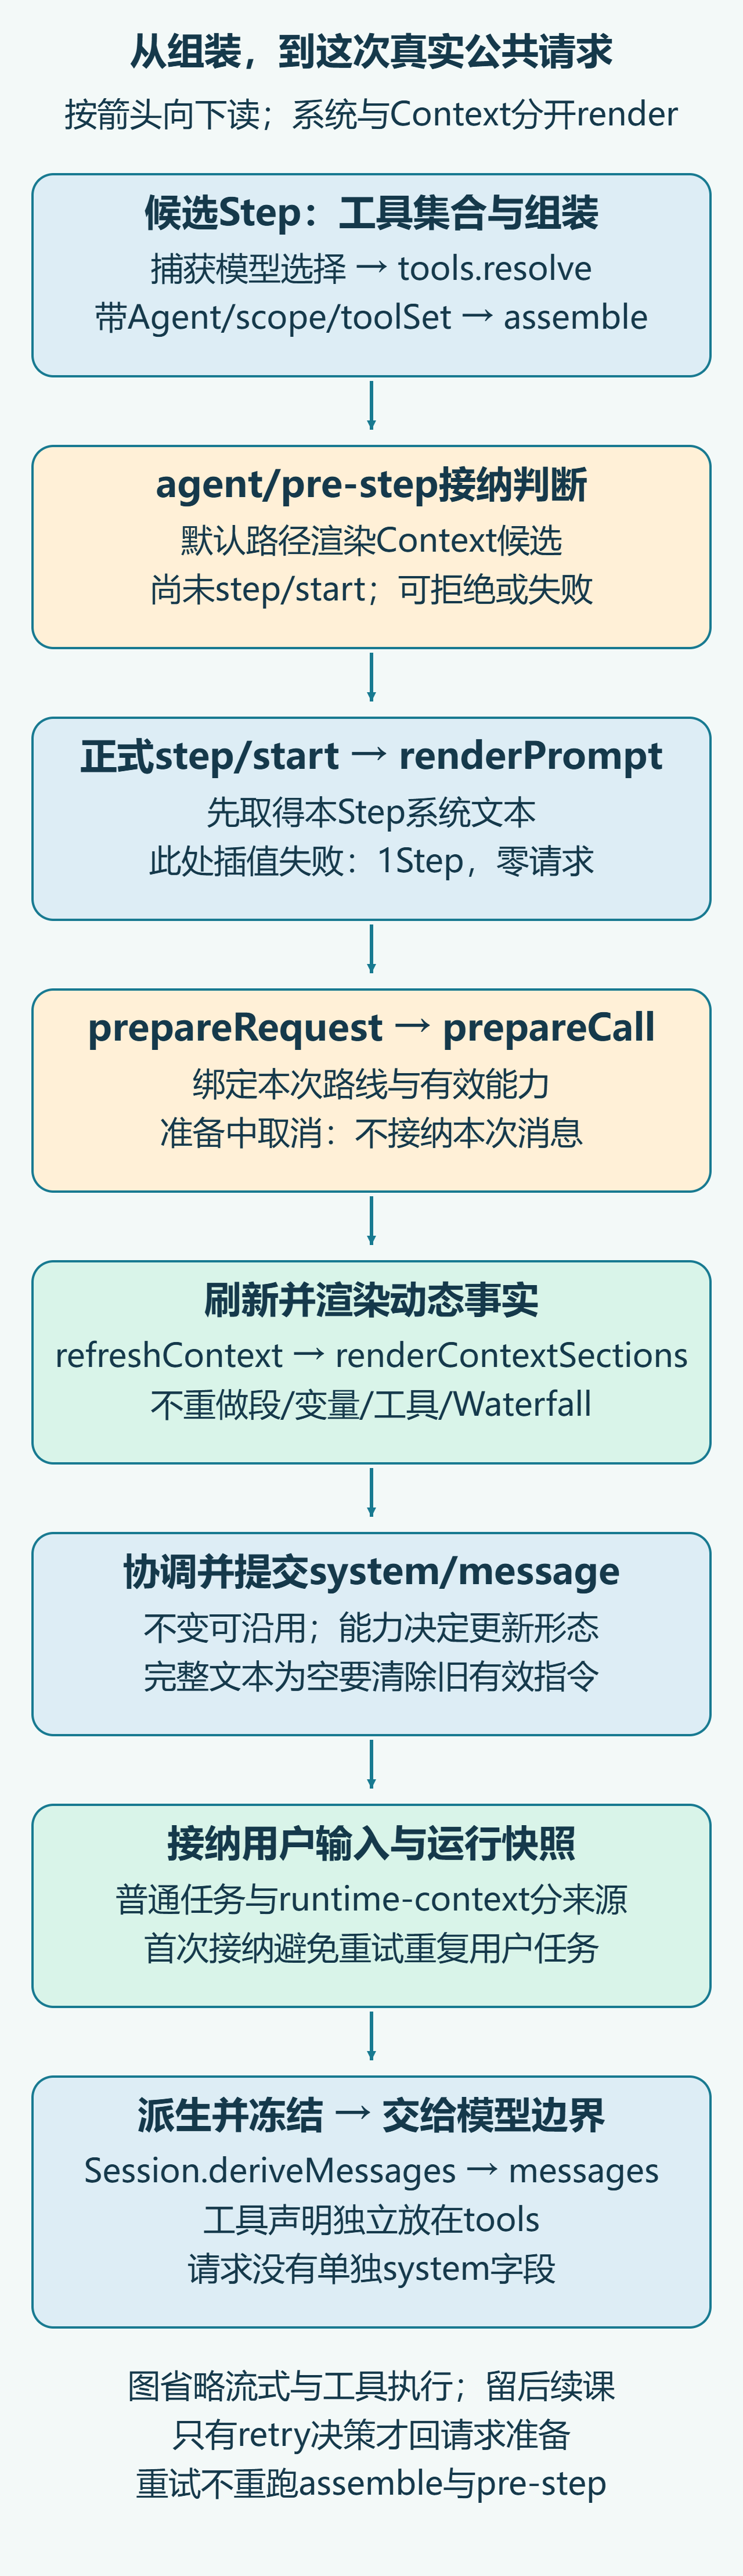 从组装，到这次真实公共请求
按箭头向下读；系统与Context分开render
候选Step：工具集合与组装
捕获模型选择 → tools.resolve
带Agent/scope/toolSet → assemble
agent/pre-step接纳判断
默认路径渲染Context候选
尚未step/start；可拒绝或失败
正式step/start → renderPrompt
先取得本Step系统文本
此处插值失败：1Step，零请求
prepareRequest → prepareCall
绑定本次路线与有效能力
准备中取消：不接纳本次消息
刷新并渲染动态事实
refreshContext → renderContextSections
不重做段/变量/工具/Waterfall
协调并提交system/message
不变可沿用；能力决定更新形态
完整文本为空要清除旧有效指令
接纳用户输入与运行快照
普通任务与runtime-context分来源
首次接纳避免重试重复用户任务
派生并冻结 → 交给模型边界
Session.deriveMessages → messages
工具声明独立放在tools
请求没有单独system字段
图省略流式与工具执行；留后续课
只有retry决策才回请求准备
重试不重跑assemble与pre-step